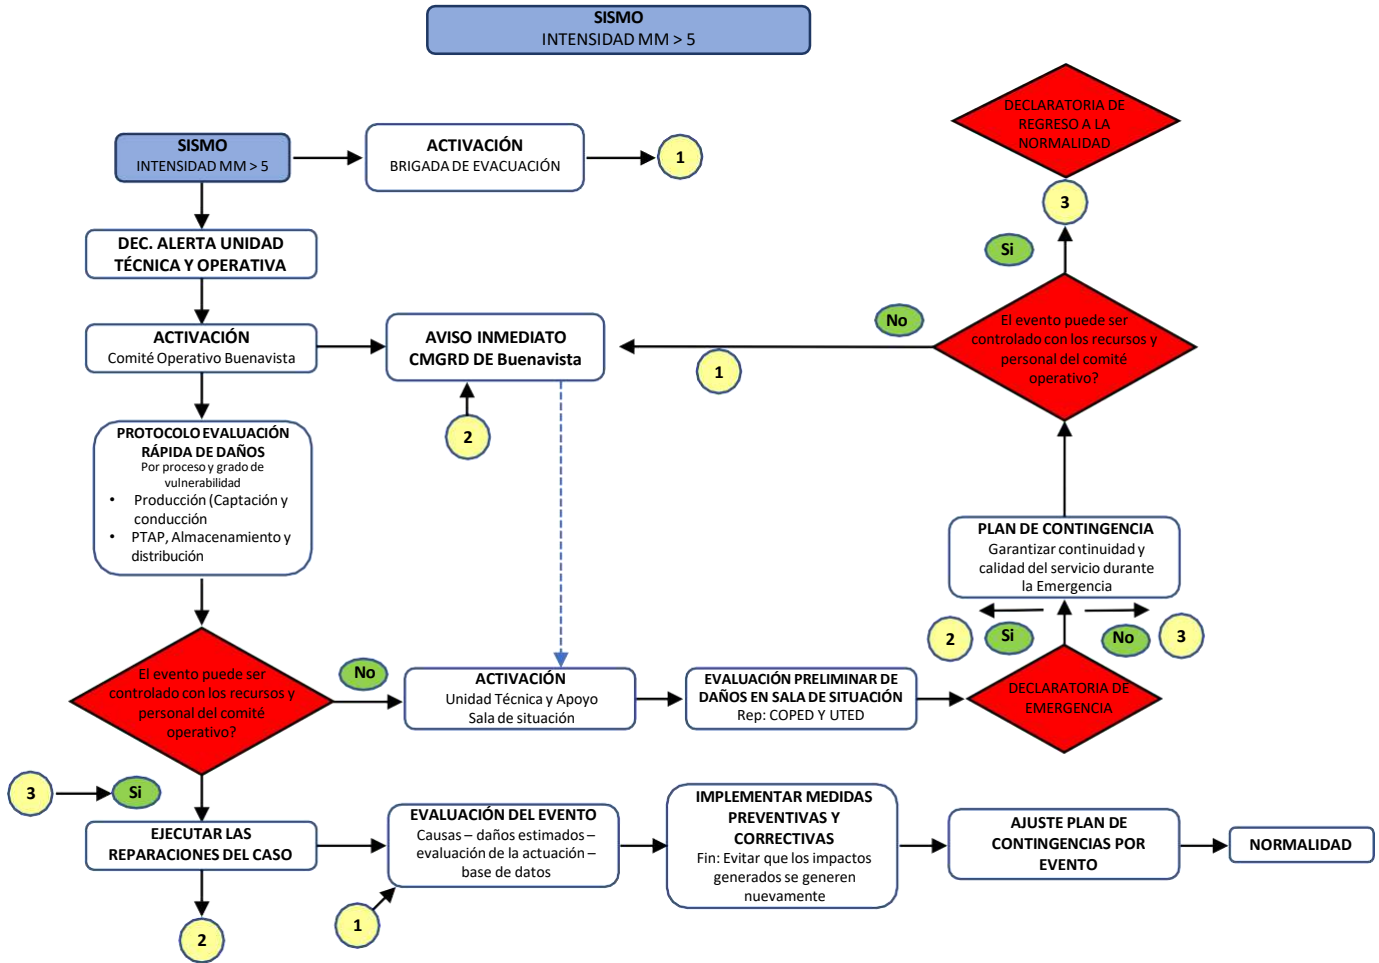 SISMO
INTENSIDAD MM > 5
SISMO
INTENSIDAD MM > 5
ACTIVACIÓN
BRIGADA DE EVACUACIÓN
1
DECLARATORIA DE
REGRESO A LA
NORMALIDAD
3
Si
DEC. ALERTA UNIDAD
TÉCNICA Y OPERATIVA
ACTIVACIÓN
Comité Operativo Buenavista
AVISO INMEDIATO
CMGRD DE Buenavista
2
No
1
El evento puede ser
controlado con los recursos y
personal del comité
operativo?
PROTOCOLO EVALUACIÓN
RÁPIDA DE DAÑOS
Por proceso y grado de
vulnerabilidad
• Producción (Captación y
conducción
• PTAP, Almacenamiento y
distribución
PLAN DE CONTINGENCIA
Garantizar continuidad y
calidad del servicio durante
la Emergencia
2
Si
No
3
El evento puede ser
controlado con los recursos y
personal del comité
operativo?
No
ACTIVACIÓN
Unidad Técnica y Apoyo
Sala de situación
EVALUACIÓN PRELIMINAR DE
DAÑOS EN SALA DE SITUACIÓN
Rep: COPED Y UTED
DECLARATORIA DE
EMERGENCIA
3
Si
EJECUTAR LAS
REPARACIONES DEL CASO
2
EVALUACIÓN DEL EVENTO
Causas – daños estimados –
evaluación de la actuación –
base de datos
1
IMPLEMENTAR MEDIDAS
PREVENTIVAS Y
CORRECTIVAS
Fin: Evitar que los impactos
generados se generen
nuevamente
AJUSTE PLAN DE
CONTINGENCIAS POR
EVENTO
NORMALIDAD